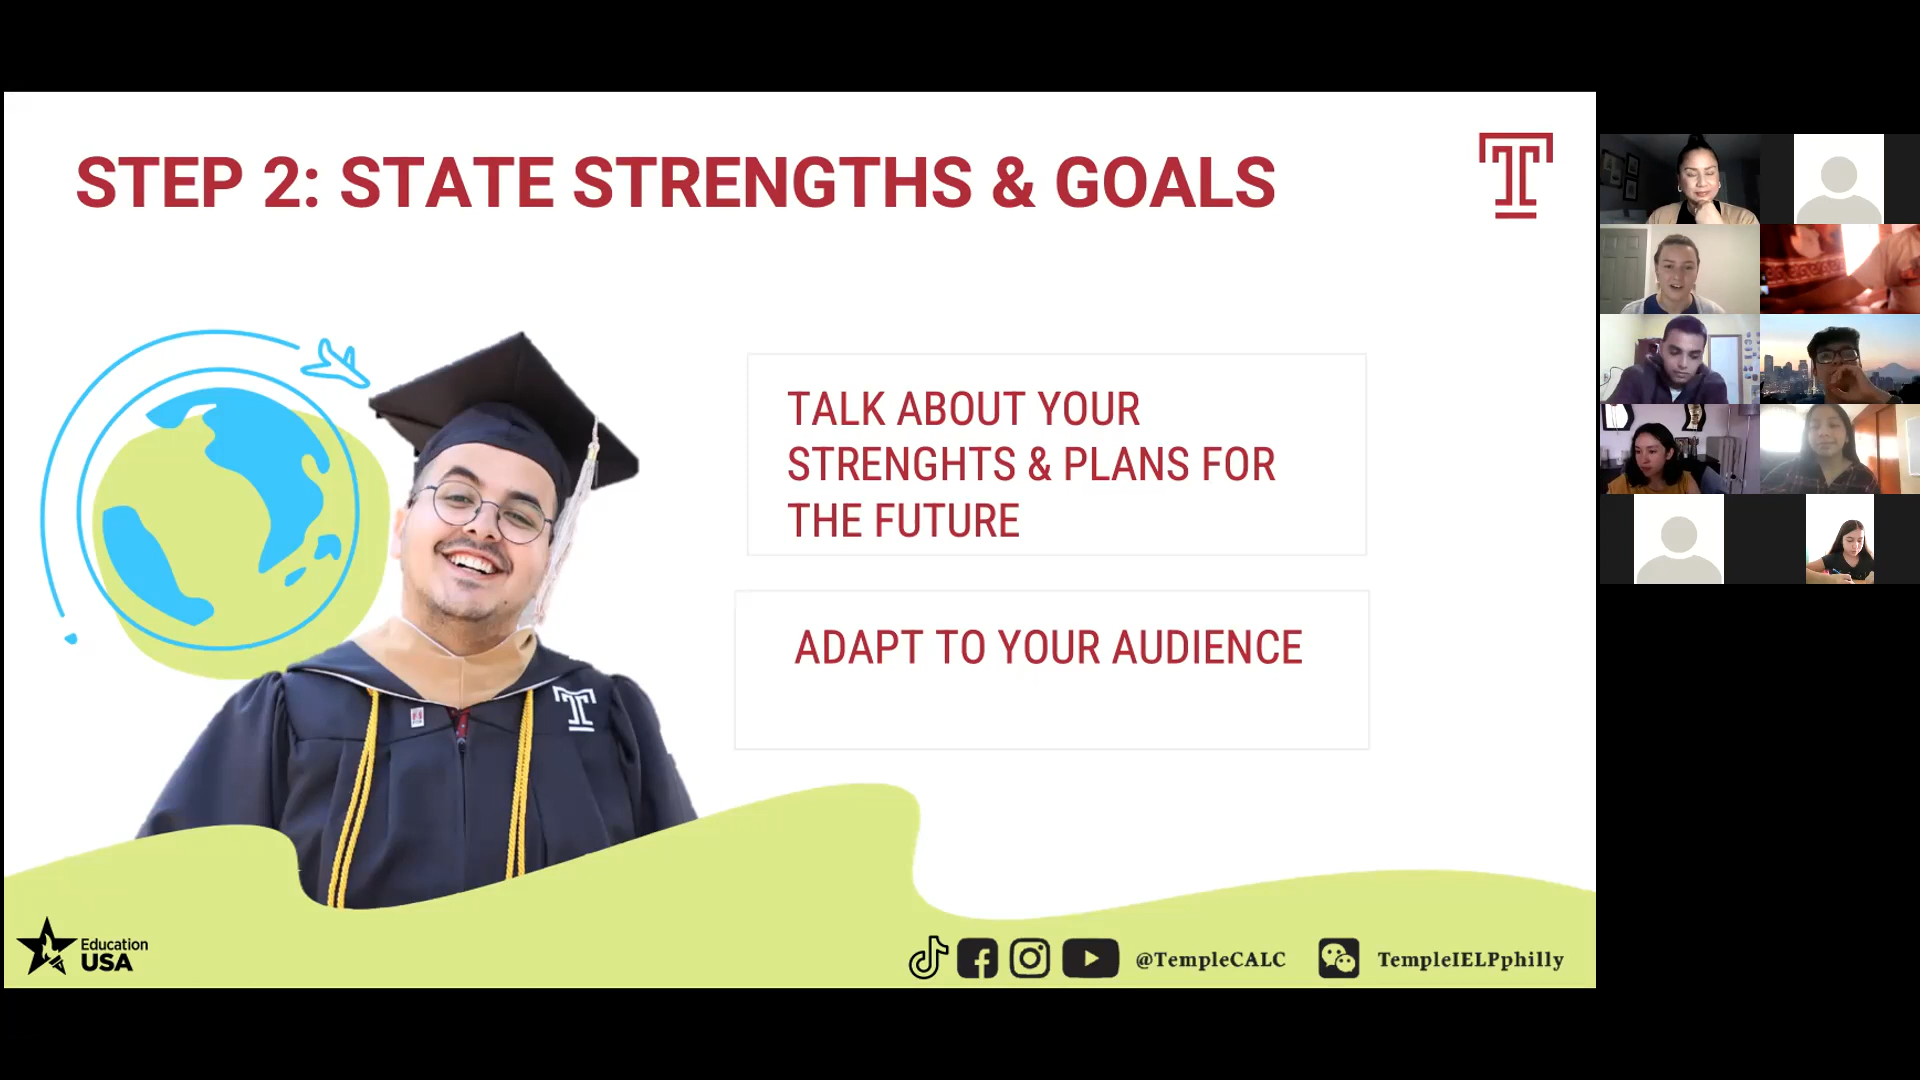 STEP 2: STATE STRENGTHS & GOALS
TALK ABOUT YOUR
STRENGHTS & PLANS FOR
THE FUTURE
ADAPT TO YOUR AUDIENCE
Education
USA
@TempleCALC
TempleIELPphilly